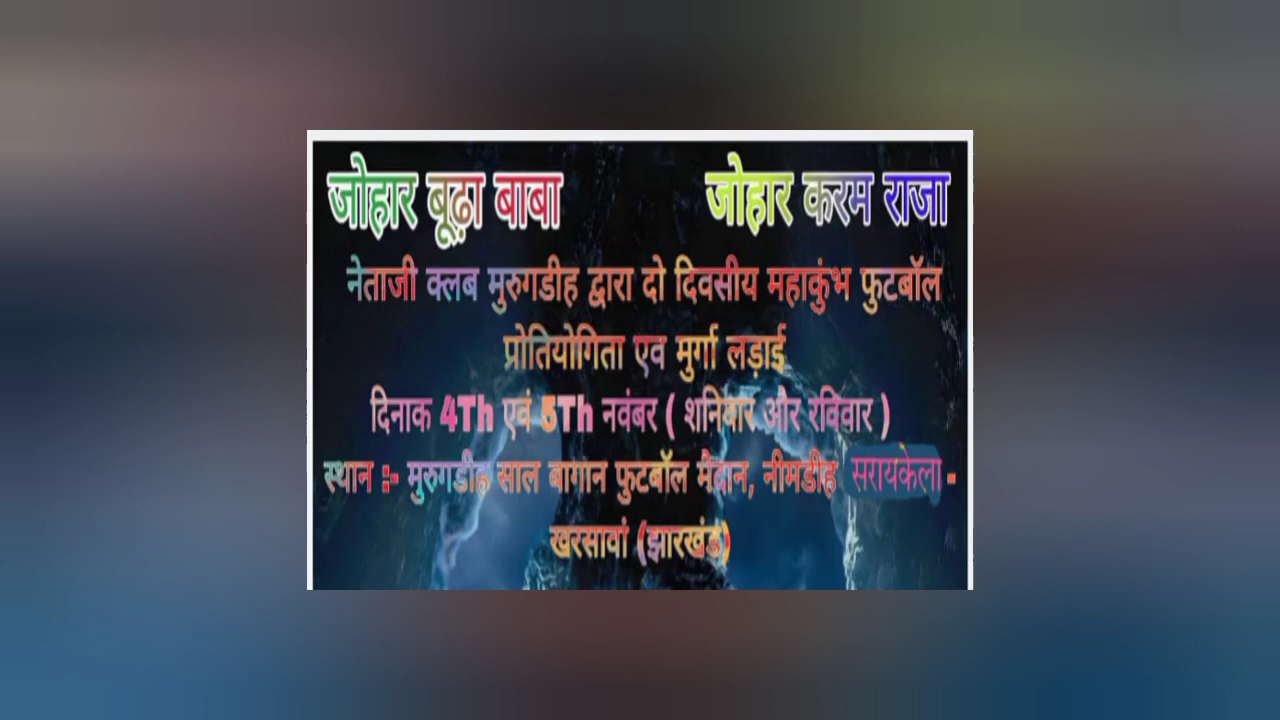 जोहार बूढ़ा बाबा जोहार करम राजा
नेताजी क्लब मुरुगडीह द्वारा दो दिवसीय महाकुंभ फुटबॉल
प्रोतियोगिता एव मुर्गा लड़ाई
दिनाक 4Th एवं 5Th नवंबर ( शनिवार और रविवार )
स्थान :- मुरुगडीह साल बागान फुटबॉल मैदान, नीमडीह सरायकेला -
खरसावां (झारखंड)